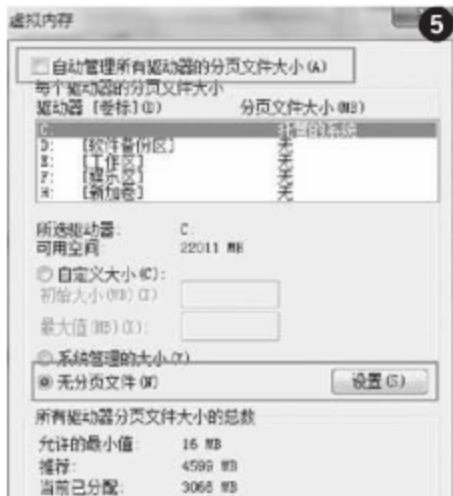 虚拟内存
5
自动管理所有驱动器的分页文件大小(A)
每个驱动器的分页文件大小
驱动器 [卷标](D) 分页文件大小(MB)
C: 托管的系统
D: [软件备份区] 无
E: [工作区] 无
F: [娱乐区] 无
H: [新加卷] 无
所选驱动器: C:
可用空间: 22011 MB
自定义大小(C):
初始大小(MB)(I):
最大值(MB)(X):
系统管理的大小(Y)
无分页文件(N) 设置(S)
所有驱动器分页文件大小的总数
允许的最小值: 16 MB
推荐: 4599 MB
当前已分配: 3066 MB